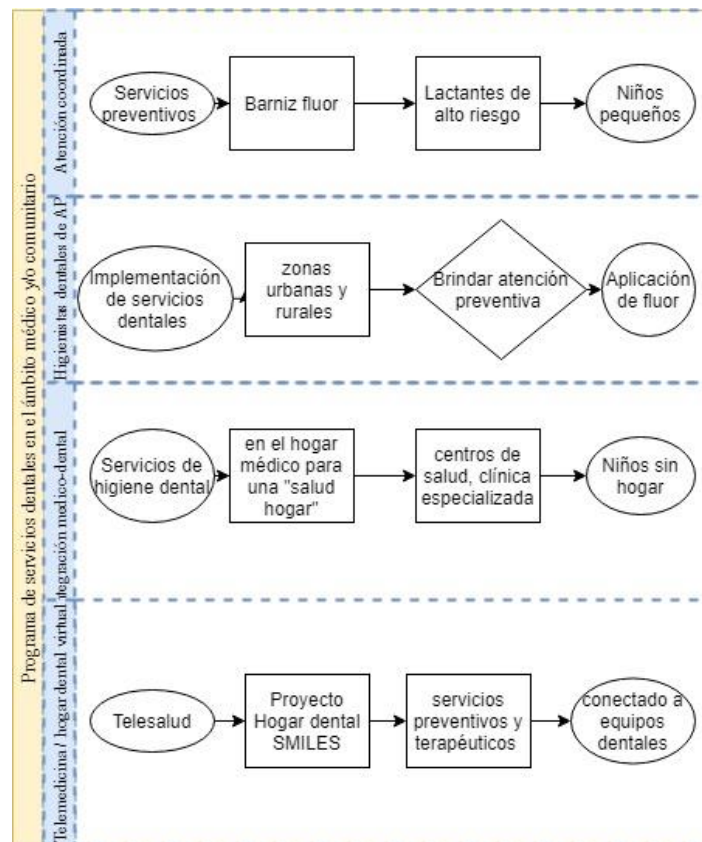 Programa de servicios dentales en el ámbito médico y/o comunitario
Atención coordinada
Servicios
preventivos
Barniz fluor
Lactantes de
alto riesgo
Niños
pequeños
Higienistas dentales de AP
Implementación
de servicios
dentales
zonas
urbanas y
rurales
Brindar atención
preventiva
Aplicación
de fluor
integración medico-dental
Servicios de
higiene dental
en el hogar
médico para
una "salud
hogar"
centros de
salud, clínica
especializada
Niños sin
hogar
Telemedicina / hogar dental virtual
Telesalud
Proyecto
Hogar dental
SMILES
servicios
preventivos y
terapéuticos
conectado a
equipos
dentales